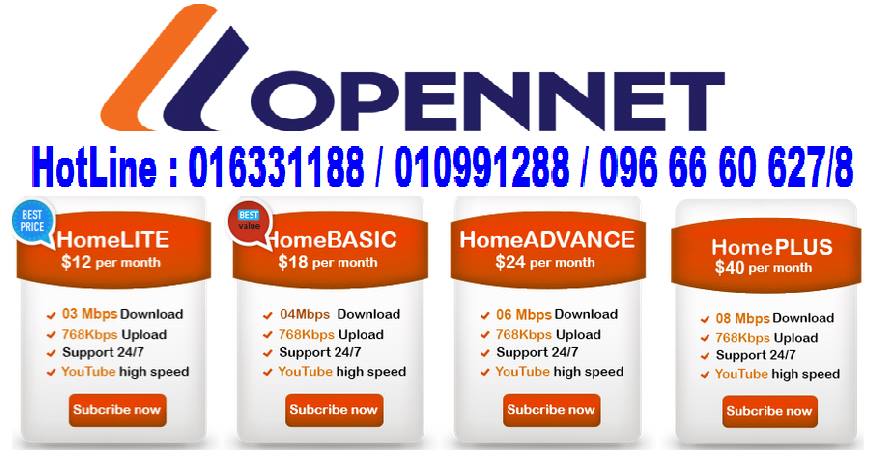 OPENNET
HotLine : 016331188 / 010991288 / 096 66 60 627/8
BEST
PRICE
HomeLITE
$12 per month
03 Mbps Download
768Kbps Upload
Support 24/7
YouTube high speed
Subcribe now
BEST
value
HomeBASIC
$18 per month
04Mbps Download
768Kbps Upload
Support 24/7
YouTube high speed
Subcribe now
HomeADVANCE
$24 per month
06 Mbps Download
768Kbps Upload
Support 24/7
YouTube high speed
Subcribe now
HomePLUS
$40 per month
08 Mbps Download
768Kbps Upload
Support 24/7
YouTube high speed
Subcribe now